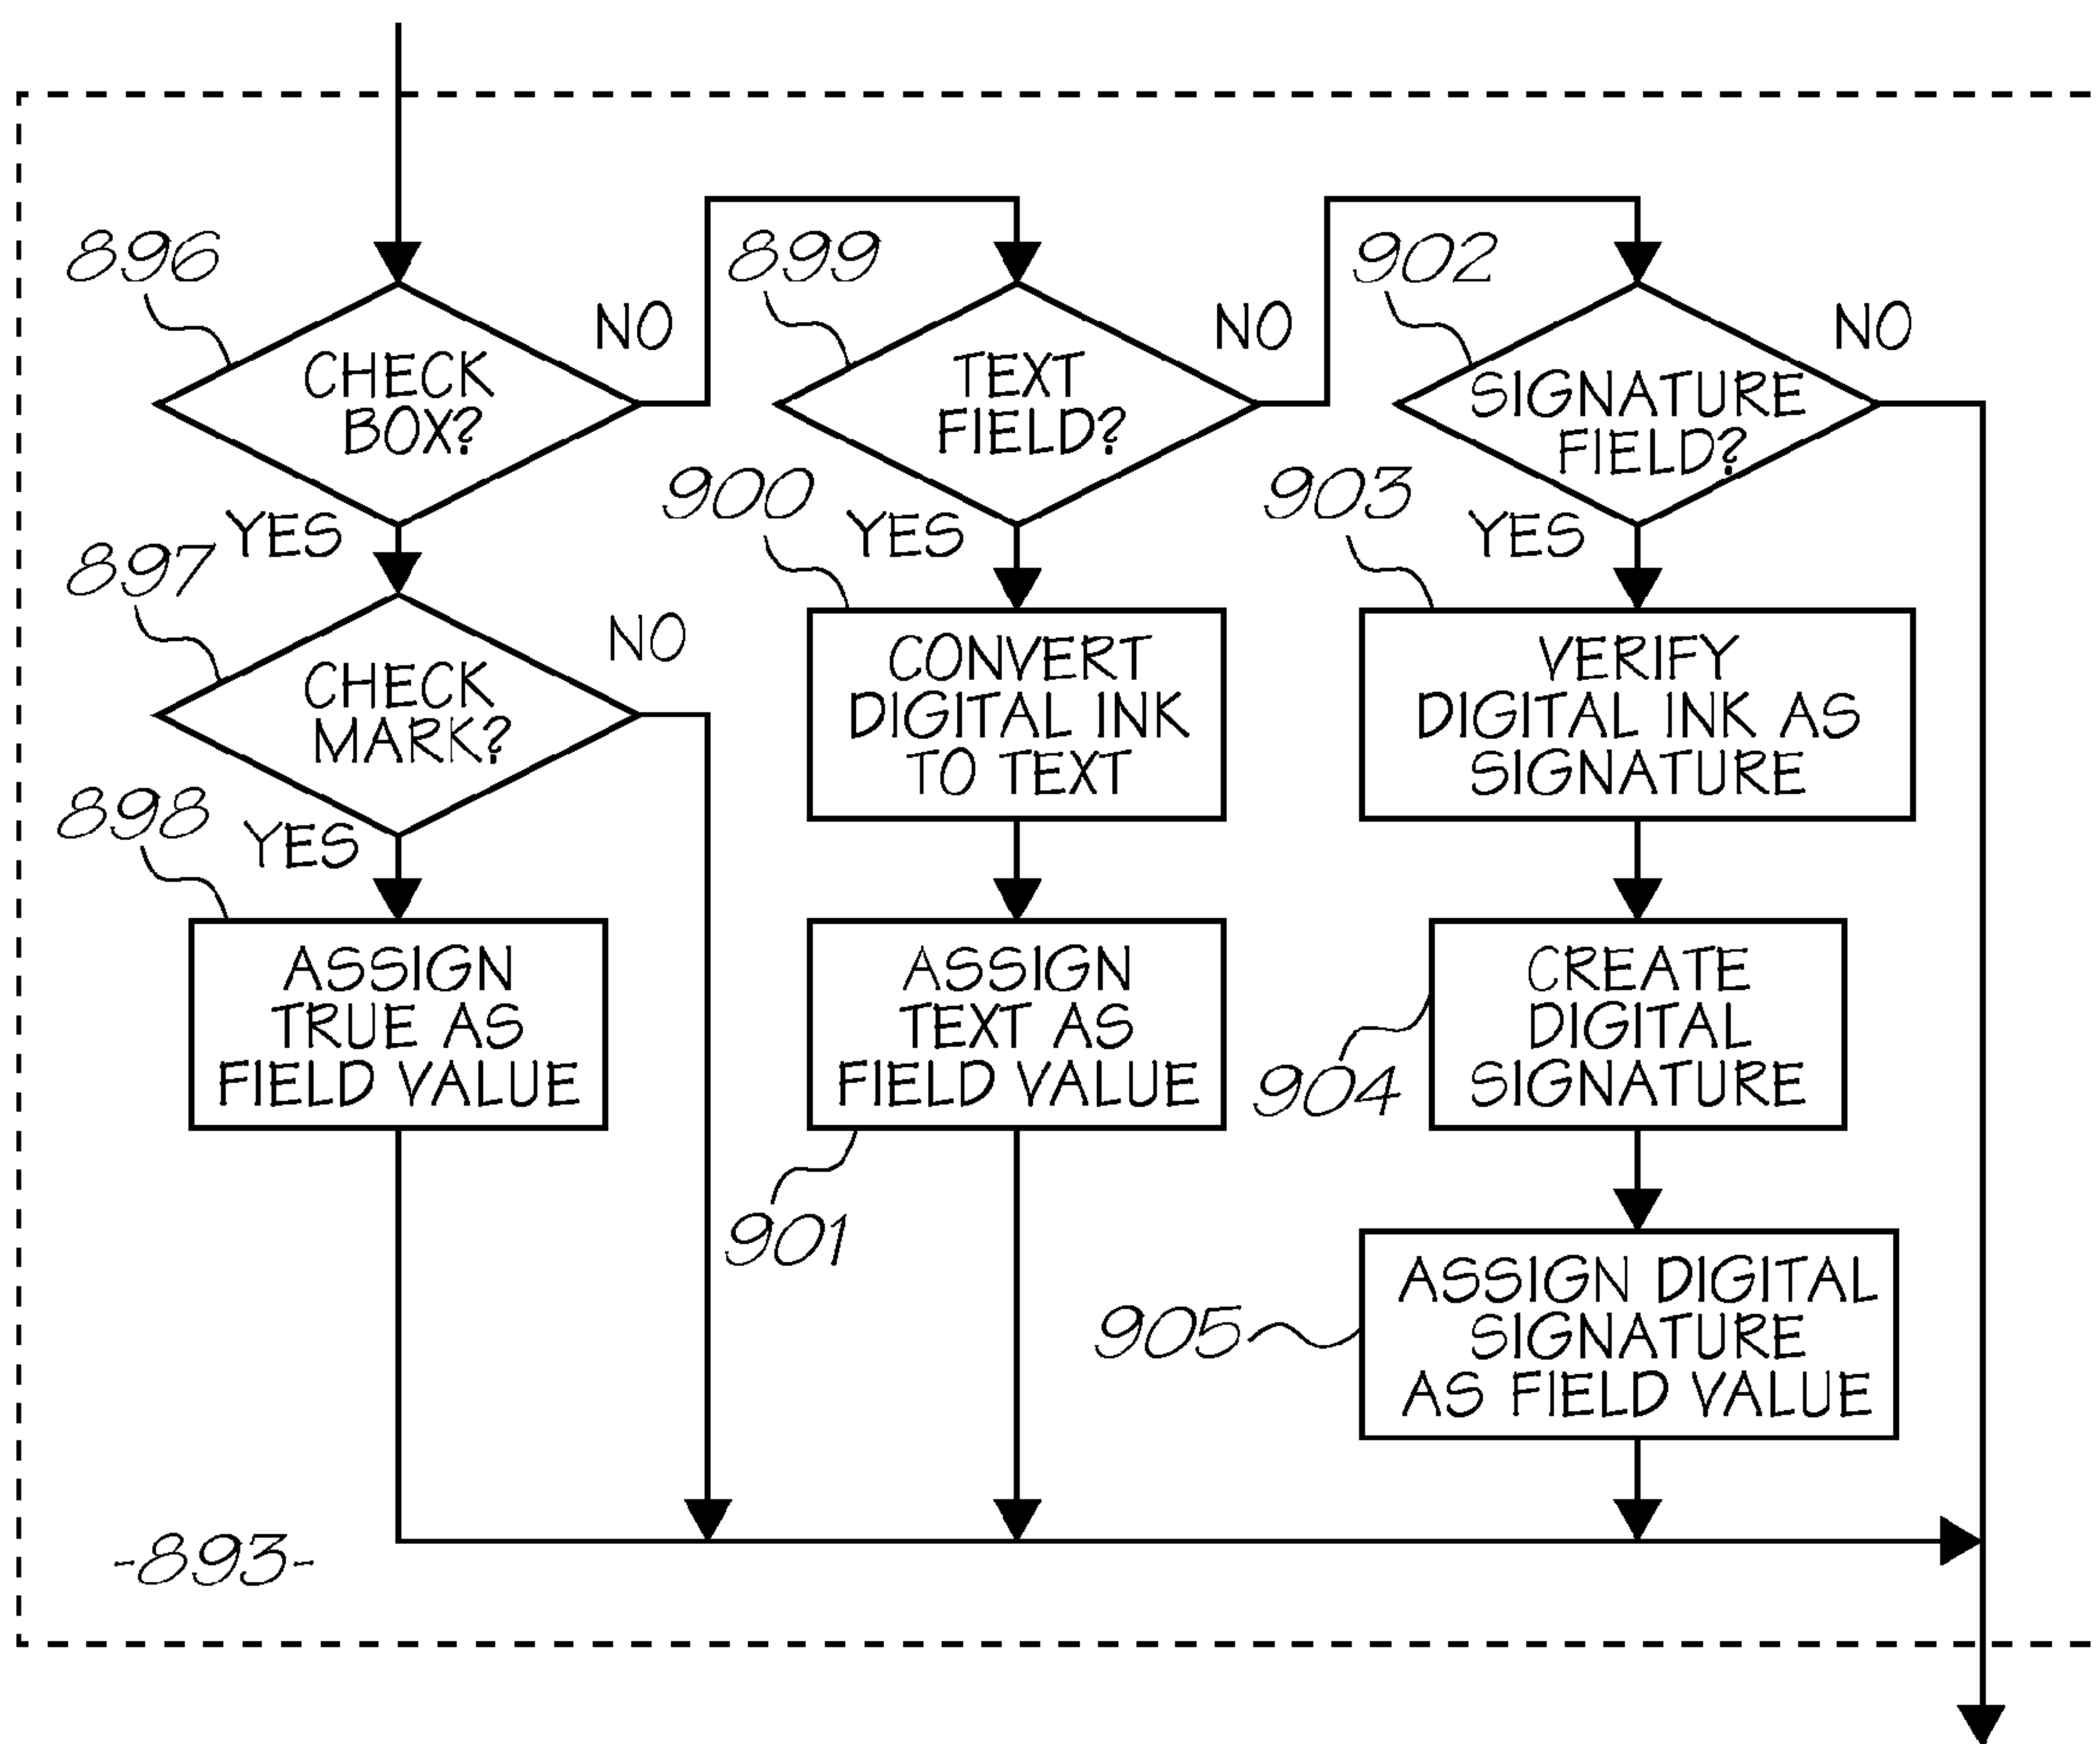 896
CHECK
BOX?
NO
YES
897
CHECK
MARK?
NO
YES
898
ASSIGN
TRUE AS
FIELD VALUE
899
TEXT
FIELD?
NO
YES
900
CONVERT
DIGITAL INK
TO TEXT
ASSIGN
TEXT AS
FIELD VALUE
901
902
SIGNATURE
FIELD?
NO
YES
903
VERIFY
DIGITAL INK AS
SIGNATURE
CREATE
DIGITAL
SIGNATURE
904
ASSIGN DIGITAL
SIGNATURE
AS FIELD VALUE
905
-893-